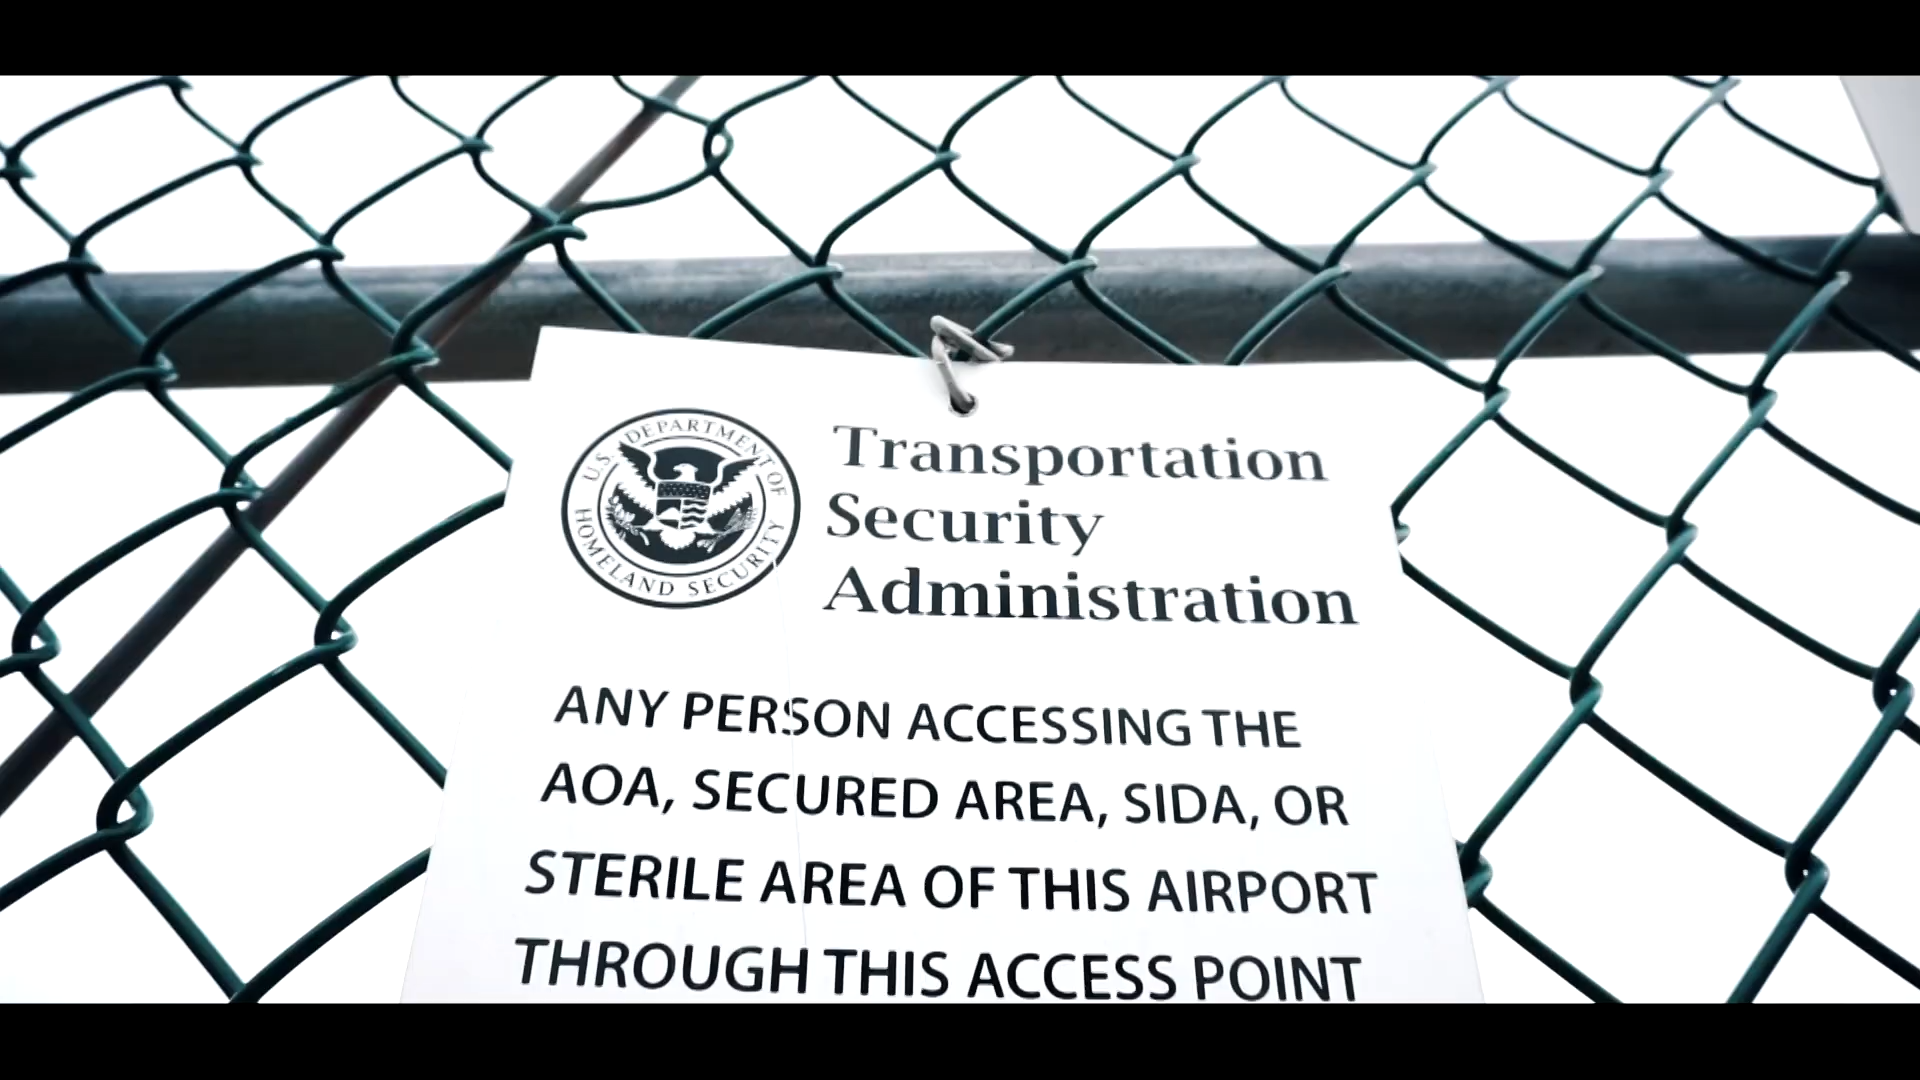 U.S. DEPARTMENT OF
HOMELAND SECURITY
Transportation
Security
Administration
ANY PERSON ACCESSING THE
AOA, SECURED AREA, SIDA, OR
STERILE AREA OF THIS AIRPORT
THROUGH THIS ACCESS POINT